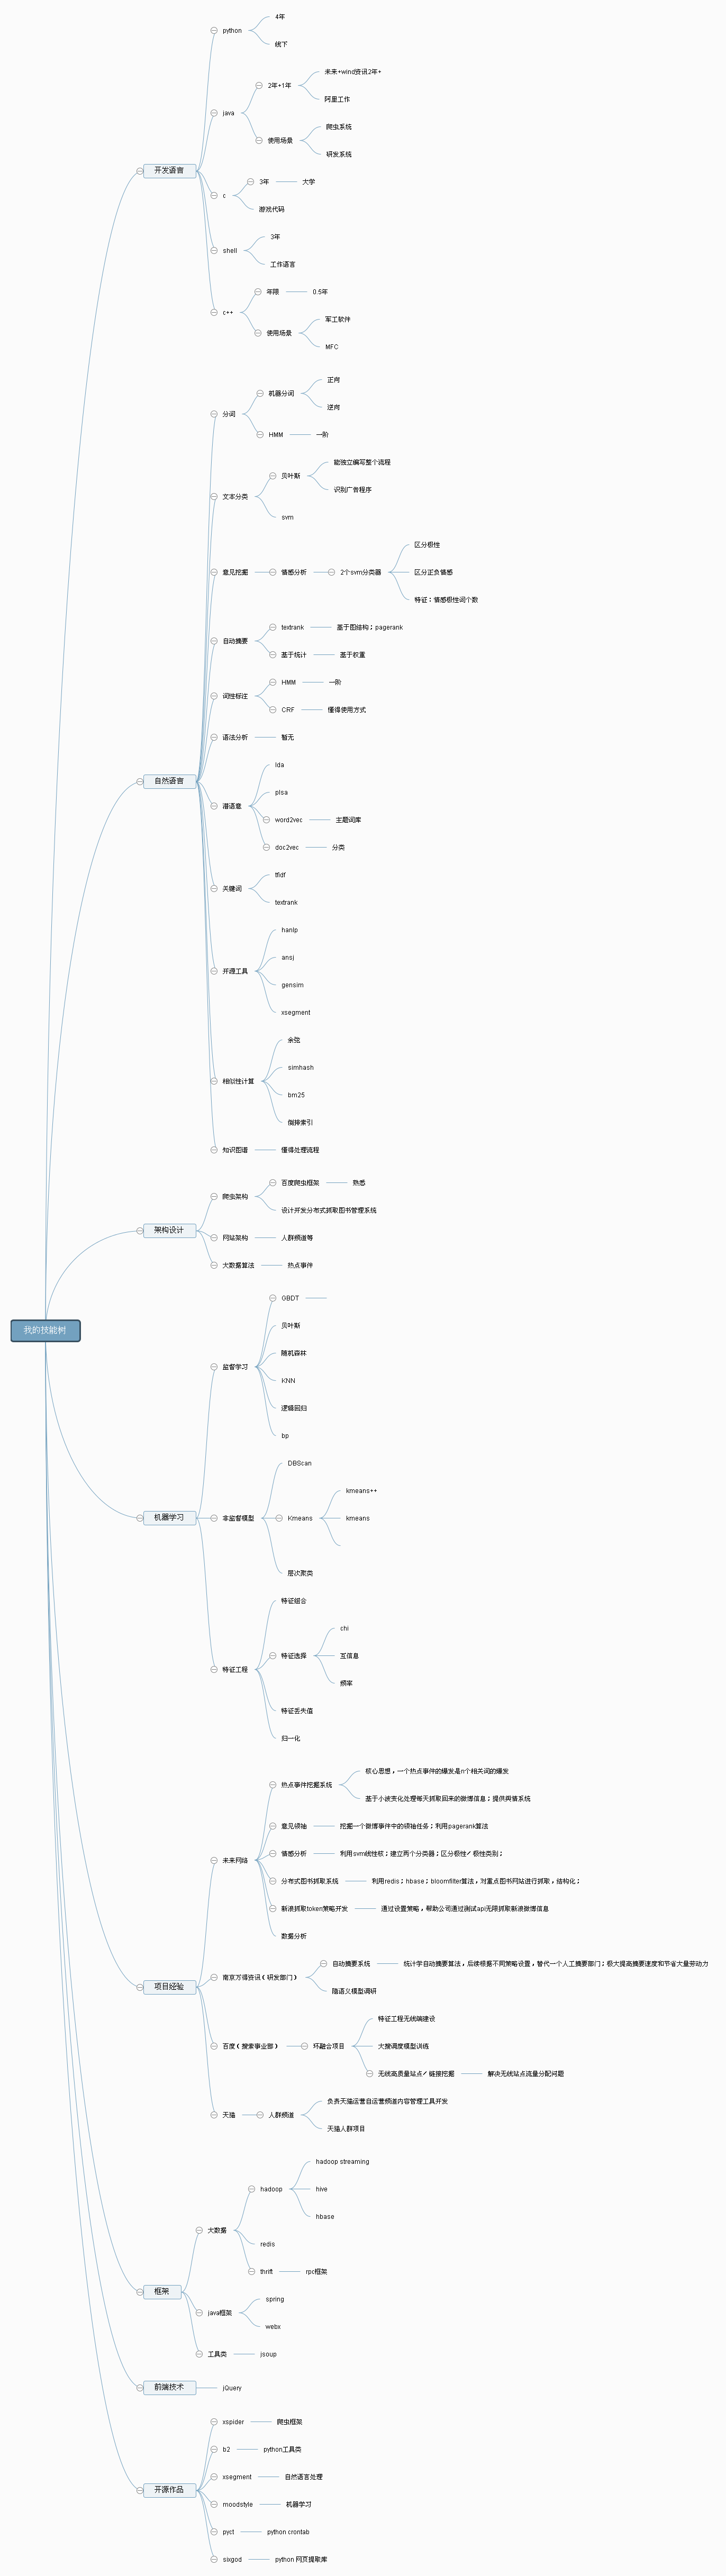 我的技能树
开发语言
python
4年
线下
java
2年+1年
未来+wind资讯2年+
阿里工作
使用场景
爬虫系统
研发系统
c
3年
大学
游戏代码
shell
3年
工作语言
c++
年限
0.5年
使用场景
军工软件
MFC
自然语言
分词
机器分词
正向
逆向
HMM
一阶
文本分类
贝叶斯
能独立编写整个流程
识别广告程序
svm
意见挖掘
情感分析
2个svm分类器
区分极性
区分正负情感
特征：情感极性词个数
自动摘要
textrank
基于图结构；pagerank
基于统计
基于权重
词性标注
HMM
一阶
CRF
懂得使用方式
语法分析
暂无
潜语意
lda
plsa
word2vec
主题词库
doc2vec
分类
关键词
tfidf
textrank
开源工具
hanlp
ansj
gensim
xsegment
相似性计算
余弦
simhash
bm25
倒排索引
知识图谱
懂得处理流程
架构设计
爬虫架构
百度爬虫框架
熟悉
设计并发分布式抓取图书管理系统
网站架构
人群频道等
大数据算法
热点事件
机器学习
监督学习
GBDT
贝叶斯
随机森林
KNN
逻辑回归
bp
非监督模型
DBScan
Kmeans
kmeans++
kmeans
层次聚类
特征工程
特征组合
特征选择
chi
互信息
频率
特征丢失值
归一化
项目经验
未来网络
热点事件挖掘系统
核心思想，一个热点事件的爆发是n个相关词的爆发
基于小波变化处理每天抓取回来的微博信息；提供舆情系统
意见领袖
挖掘一个微博事件中的领袖任务；利用pagerank算法
情感分析
利用svm线性核；建立两个分类器；区分极性／极性类别；
分布式图书抓取系统
利用redis；hbase；bloomfilter算法，对重点图书网站进行抓取，结构化；
新浪抓取token策略开发
通过设置策略，帮助公司通过测试api无限抓取新浪微博信息
数据分析
南京万得资讯（研发部门）
自动摘要系统
统计学自动摘要算法，后续根据不同策略设置，替代一个人工摘要部门；极大提高摘要速度和节省大量劳动力
隐语义模型调研
百度（搜索事业部）
环融合项目
特征工程无线端建设
大搜调度模型训练
无线高质量站点／链接挖掘
解决无线站点流量分配问题
天猫
人群频道
负责天猫运营自运营频道内容管理工具开发
天猫人群项目
框架
大数据
hadoop
hadoop streaming
hive
hbase
redis
thrift
rpc框架
java框架
spring
webx
工具类
jsoup
前端技术
jQuery
开源作品
xspider
爬虫框架
b2
python工具类
xsegment
自然语言处理
moodstyle
机器学习
pyct
python crontab
sixgod
python 网页提取库